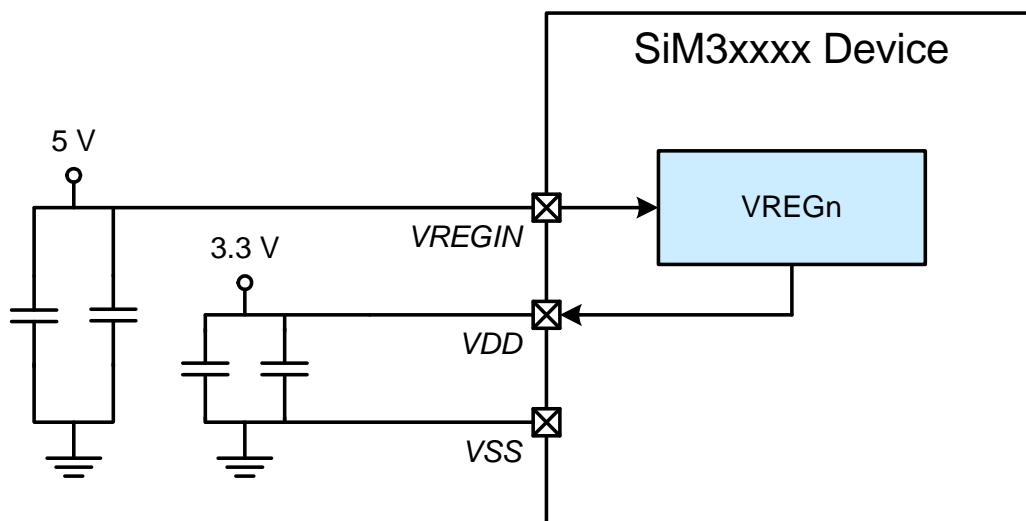 SiM3xxxx Device
5 V
VREGn
VREGIN
3.3 V
VDD
VSS